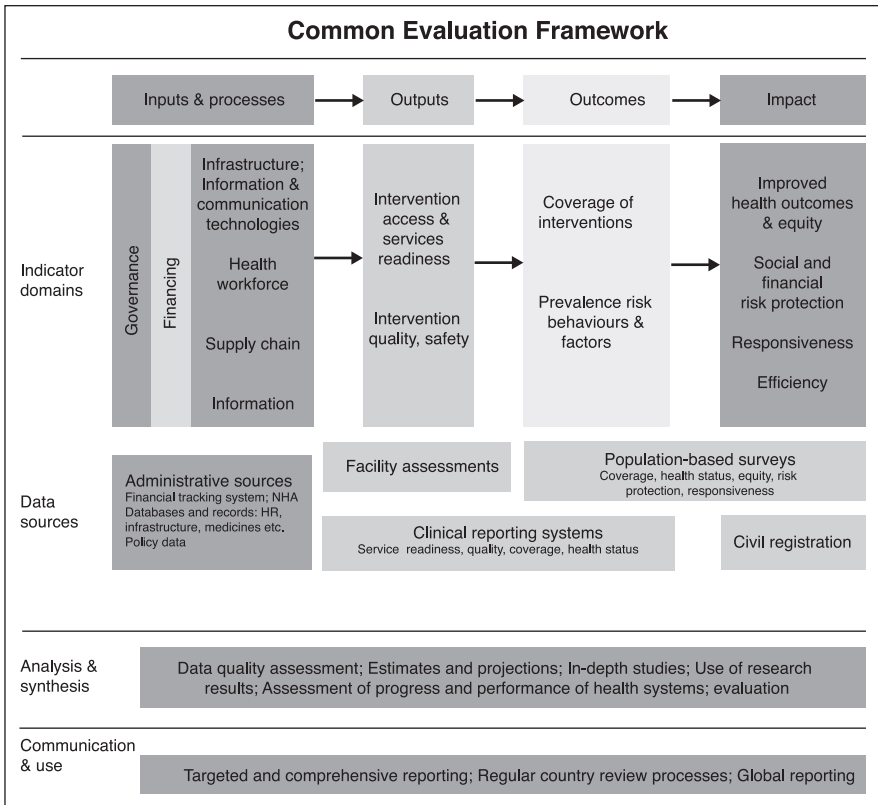 Common Evaluation Framework
Inputs & processes
Outputs
Outcomes
Impact
Indicator
domains
Governance
Financing
Infrastructure;
Information &
communication
technologies
Health
workforce
Supply chain
Information
Intervention
access &
services
readiness
Intervention
quality, safety
Coverage of
interventions
Prevalence risk
behaviours &
factors
Improved
health outcomes
& equity
Social and
financial
risk protection
Responsiveness
Efficiency
Data
sources
Administrative sources
Financial tracking system; NHA
Databases and records: HR,
infrastructure, medicines etc.
Policy data
Facility assessments
Population-based surveys
Coverage, health status, equity, risk
protection, responsiveness
Clinical reporting systems
Service readiness, quality, coverage, health status
Civil registration
Analysis &
synthesis
Data quality assessment; Estimates and projections; In-depth studies; Use of research
results; Assessment of progress and performance of health systems; evaluation
Communication
& use
Targeted and comprehensive reporting; Regular country review processes; Global reporting